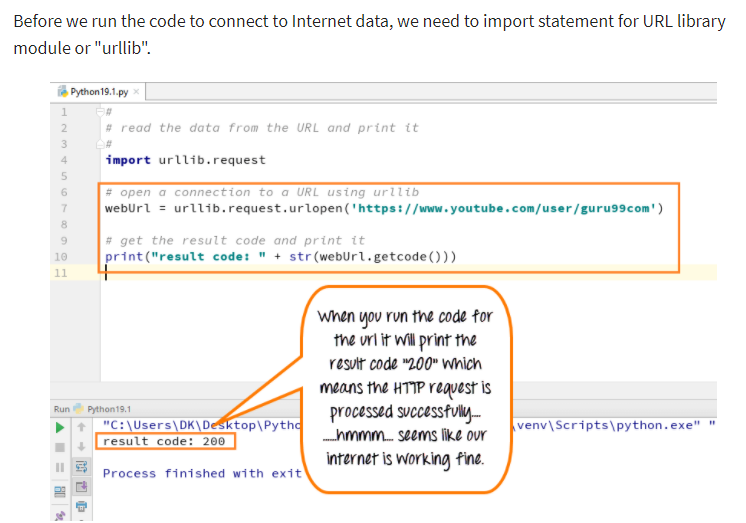 Before we run the code to connect to Internet data, we need to import statement for URL library
module or "urllib".
Python19.1.py ×
1 #
2 # read the data from the URL and print it
3 #
4 import urllib.request
5
6 # open a connection to a URL using urllib
7 webUrl = urllib.request.urlopen('https://www.youtube.com/user/guru99com')
8
9 # get the result code and print it
10 print("result code: " + str(webUrl.getcode()))
11
When you run the code for
the url it will print the
result code "200" which
means the HTTP request is
processed successfully....
......hmmm... seems like our
internet is working fine.
Run Python19.1
"C:\Users\DK\Desktop\Pytho \venv\Scripts\python.exe" "
result code: 200
Process finished with exit